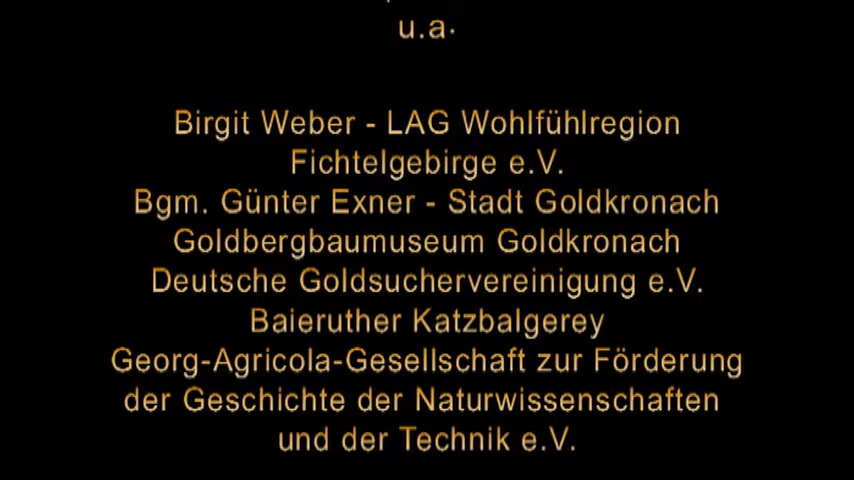 u.a.
Birgit Weber - LAG Wohlfühlregion
Fichtelgebirge e.V.
Bgm. Günter Exner - Stadt Goldkronach
Goldbergbaumuseum Goldkronach
Deutsche Goldsuchervereinigung e.V.
Baieruther Katzbalgerey
Georg-Agricola-Gesellschaft zur Förderung
der Geschichte der Naturwissenschaften
und der Technik e.V.